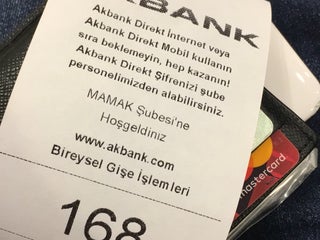 AKBANK
Akbank Direkt İnternet veya
Akbank Direkt Mobil kullanın
sıra beklemeyin, hep kazanın!
Akbank Direkt Şifrenizi şube
personelimizden alabilirsiniz.
MAMAK Şubesi'ne
Hoşgeldiniz
www.akbank.com
Bireysel Gişe İşlemleri
168
mastercard